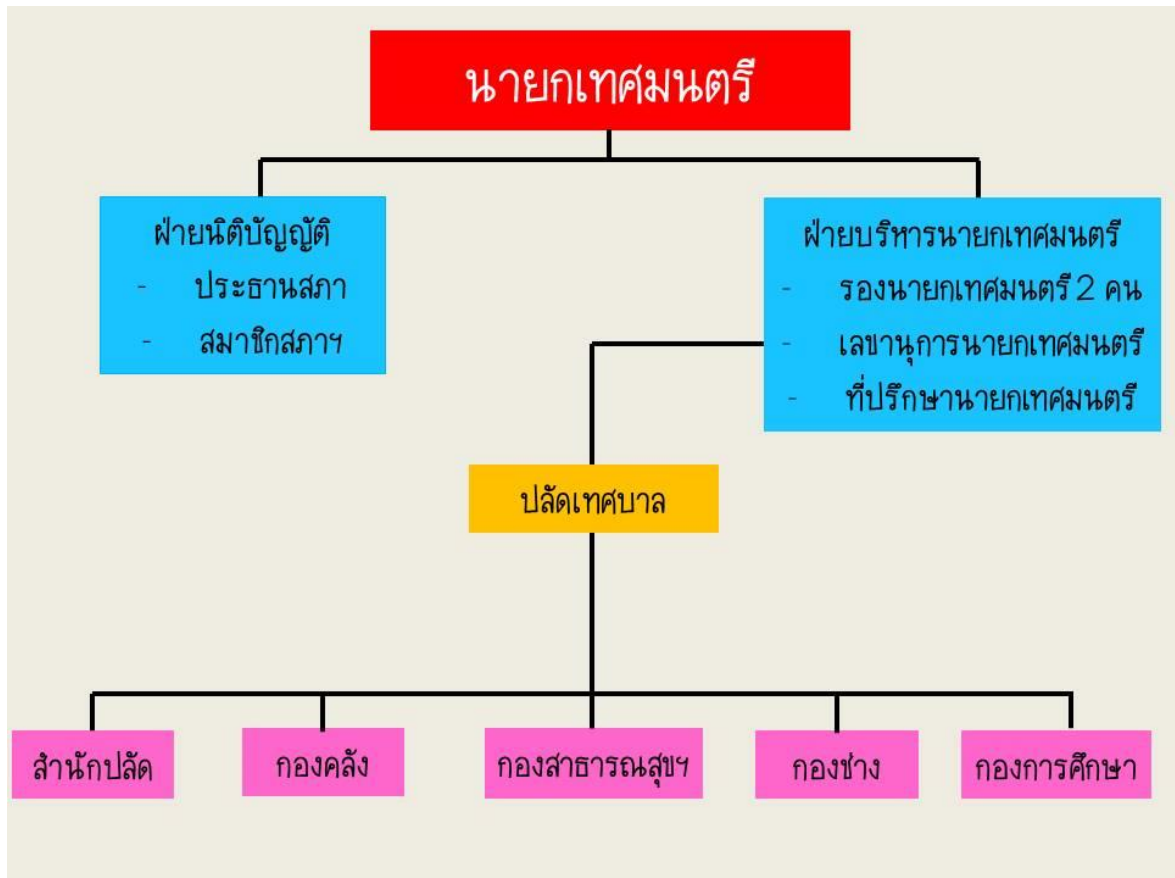 นายกเทศมนตรี
ฝ่ายนิติบัญญัติ
- ประธานสภา
- สมาชิกสภาฯ
ฝ่ายบริหารนายกเทศมนตรี
- รองนายกเทศมนตรี 2 คน
- เลขานุการนายกเทศมนตรี
- ที่ปรึกษานายกเทศมนตรี
ปลัดเทศบาล
สำนักปลัด
กองคลัง
กองสาธารณสุขฯ
กองช่าง
กองการศึกษา